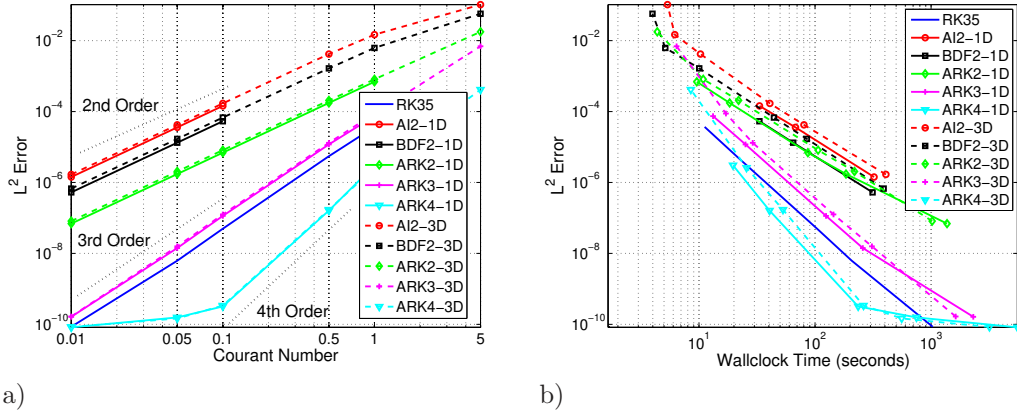 10^-2
10^-4
10^-6
10^-8
10^-10
L^2 Error
2nd Order
3rd Order
4th Order
0.01
0.05
0.1
0.5
1
5
Courant Number
RK35
AI2-1D
BDF2-1D
ARK2-1D
ARK3-1D
ARK4-1D
AI2-3D
BDF2-3D
ARK2-3D
ARK3-3D
ARK4-3D
a)
10^-2
10^-4
10^-6
10^-8
10^-10
L^2 Error
10^1
10^2
10^3
Wallclock Time (seconds)
RK35
AI2-1D
BDF2-1D
ARK2-1D
ARK3-1D
ARK4-1D
AI2-3D
BDF2-3D
ARK2-3D
ARK3-3D
ARK4-3D
b)